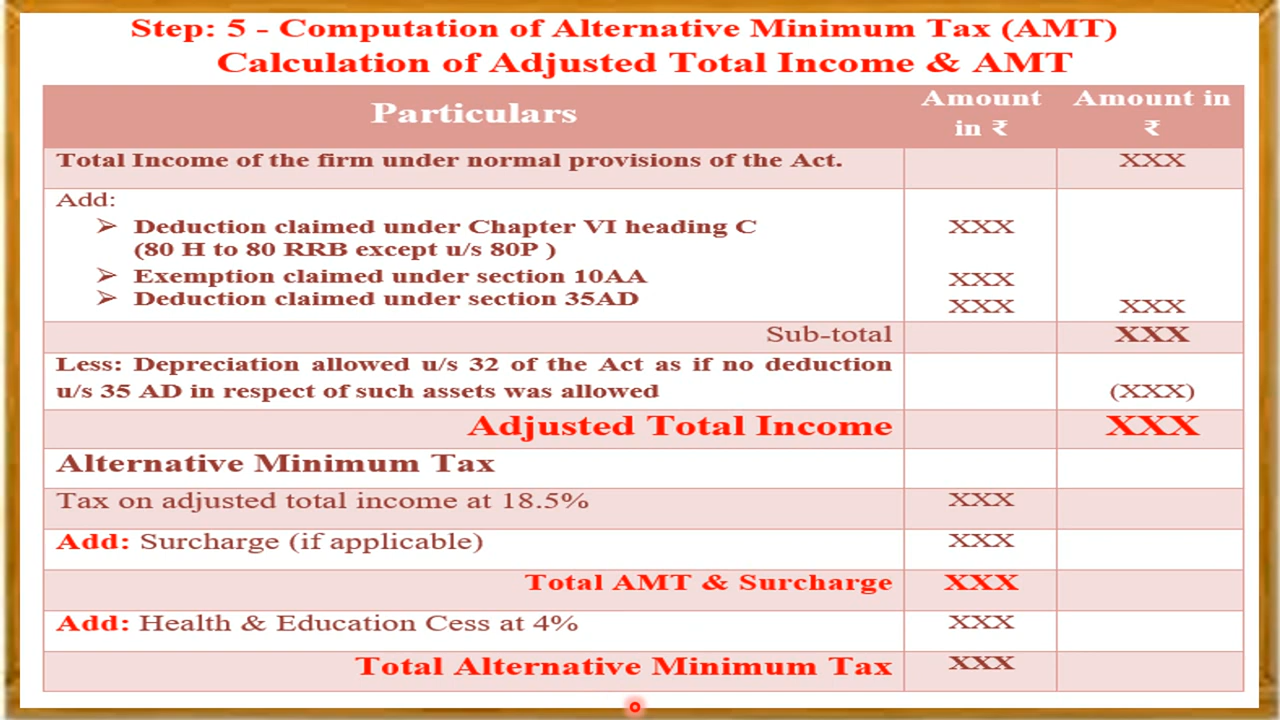 Step: 5 - Computation of Alternative Minimum Tax (AMT)
Calculation of Adjusted Total Income & AMT
Particulars
Amount
in ₹
Amount in
₹
Total Income of the firm under normal provisions of the Act.
XXX
Add:
➢ Deduction claimed under Chapter VI heading C
XXX
(80 H to 80 RRB except u/s 80P )
➢ Exemption claimed under section 10AA
XXX
➢ Deduction claimed under section 35AD
XXX XXX
Sub-total
XXX
Less: Depreciation allowed u/s 32 of the Act as if no deduction
u/s 35 AD in respect of such assets was allowed
(XXX)
Adjusted Total Income
XXX
Alternative Minimum Tax
Tax on adjusted total income at 18.5%
XXX
Add: Surcharge (if applicable)
XXX
Total AMT & Surcharge
XXX
Add: Health & Education Cess at 4%
XXX
Total Alternative Minimum Tax
XXX